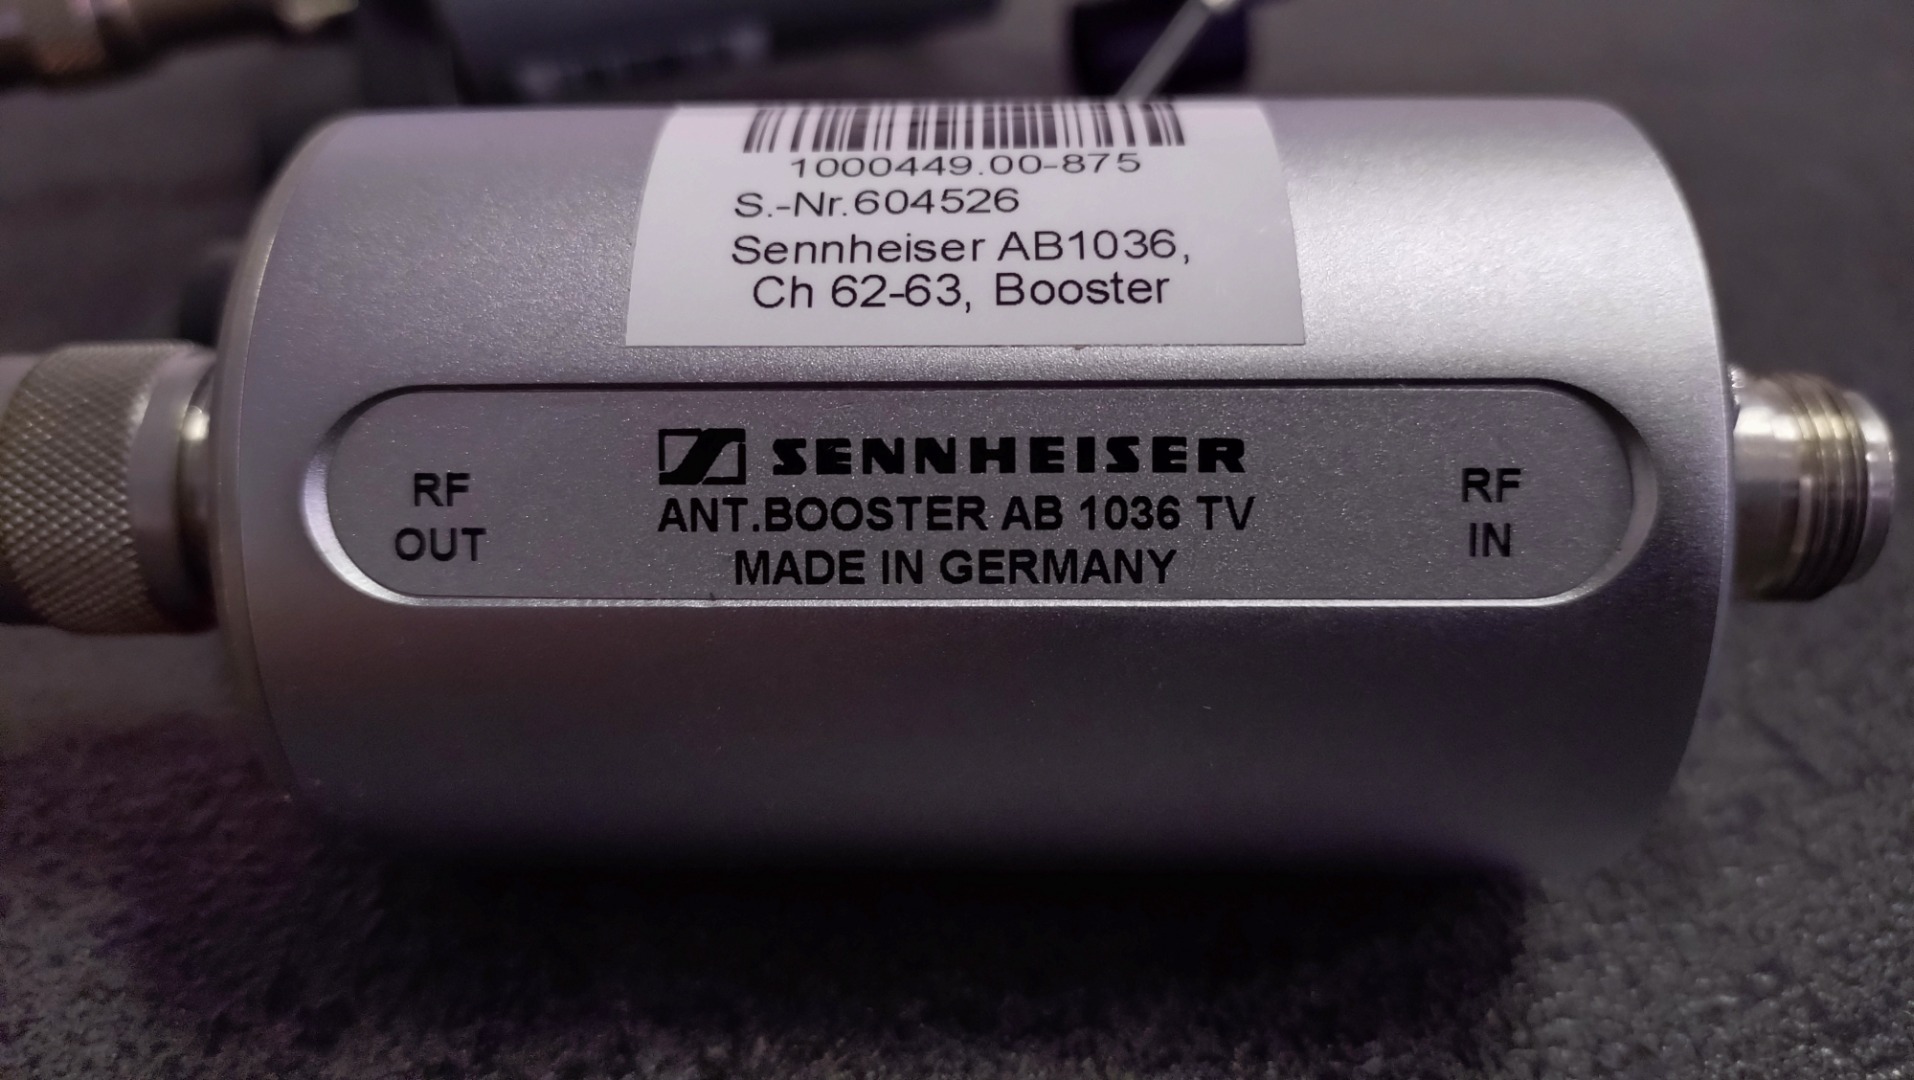 1000449.00-875
S.-Nr.604526
Sennheiser AB1036,
Ch 62-63, Booster
SENNHEISER
ANT.BOOSTER AB 1036 TV
MADE IN GERMANY
RF
OUT
RF
IN